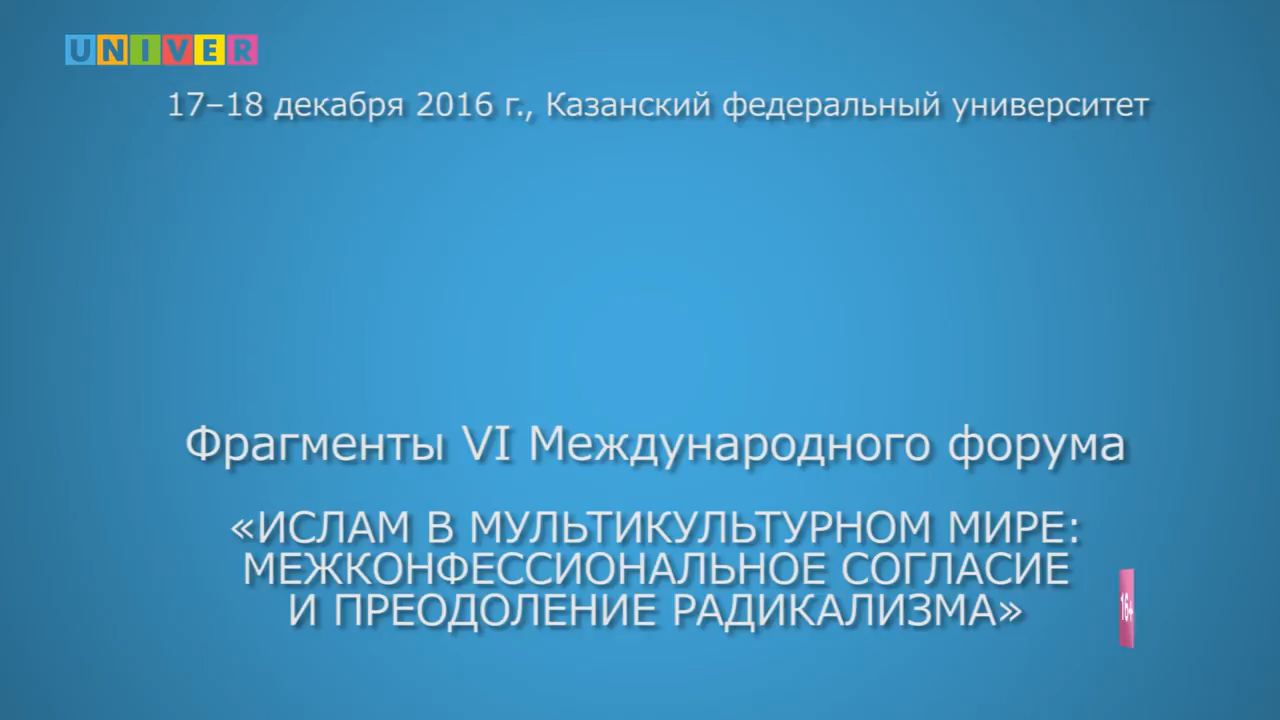 UNIVER
17–18 декабря 2016 г., Казанский федеральный университет
Фрагменты VI Международного форума
«ИСЛАМ В МУЛЬТИКУЛЬТУРНОМ МИРЕ:
МЕЖКОНФЕССИОНАЛЬНОЕ СОГЛАСИЕ
И ПРЕОДОЛЕНИЕ РАДИКАЛИЗМА»
16+